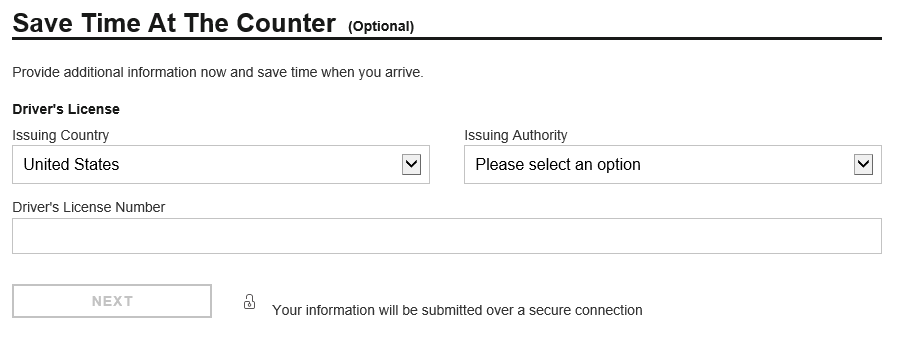 Save Time At The Counter (Optional)
Provide additional information now and save time when you arrive.
Driver's License
Issuing Country
Issuing Authority
United States
Please select an option
Driver's License Number
NEXT
Your information will be submitted over a secure connection